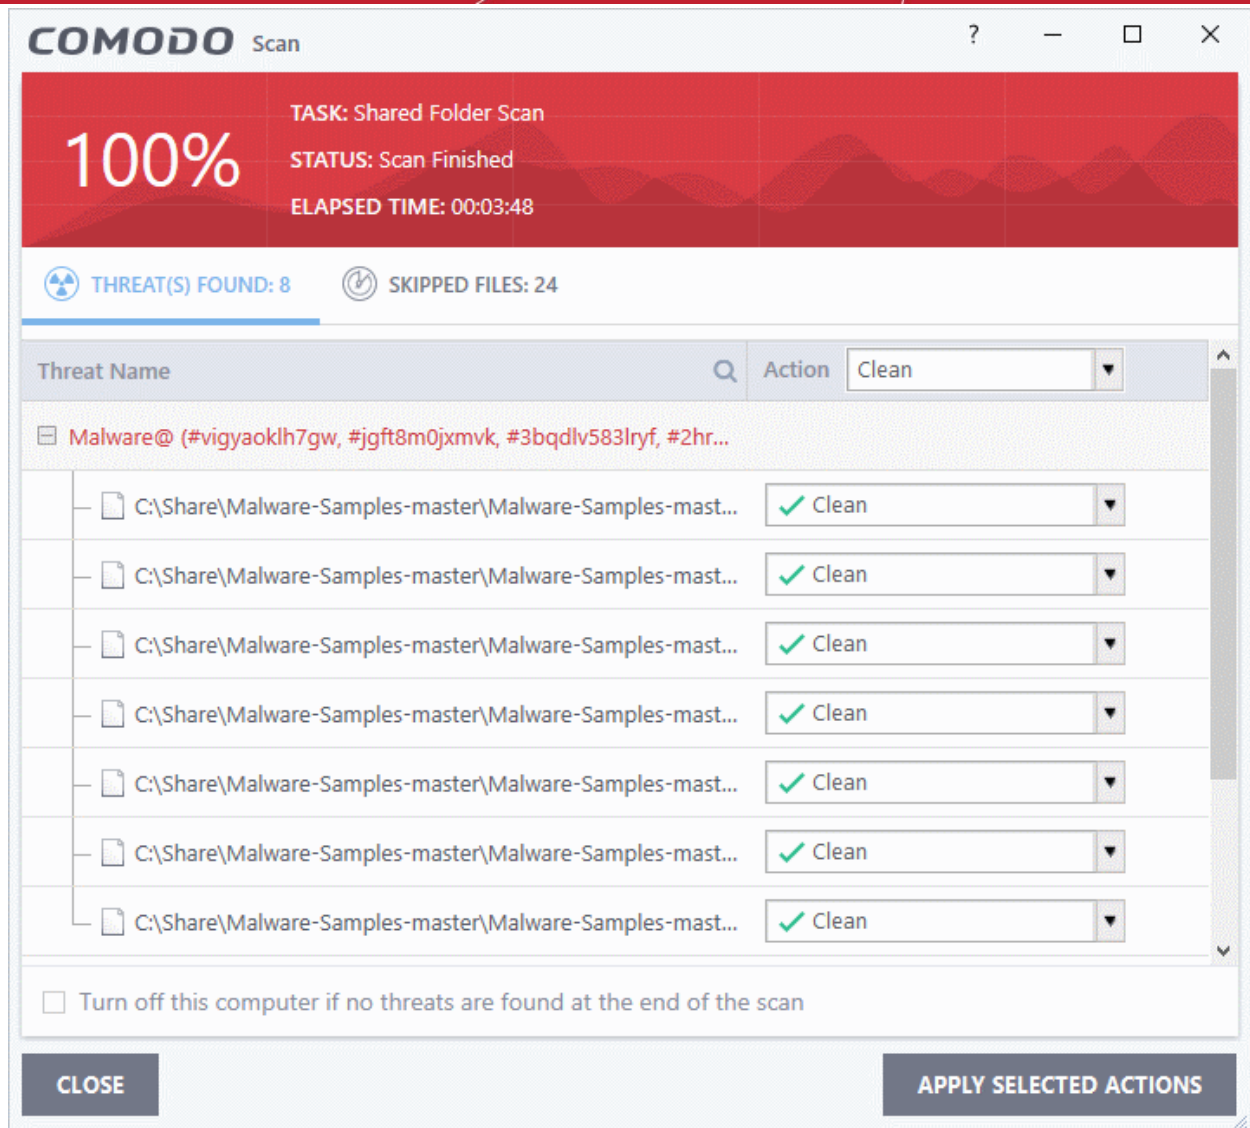 COMODO Scan ?
100%
TASK: Shared Folder Scan
STATUS: Scan Finished
ELAPSED TIME: 00:03:48
THREAT(S) FOUND: 8 SKIPPED FILES: 24
Threat Name Action Clean
Malware@ (#vigyaoklh7gw, #jgft8m0jxmvk, #3bqdlv583lryf, #2hr...
C:\Share\Malware-Samples-master\Malware-Samples-mast... Clean
C:\Share\Malware-Samples-master\Malware-Samples-mast... Clean
C:\Share\Malware-Samples-master\Malware-Samples-mast... Clean
C:\Share\Malware-Samples-master\Malware-Samples-mast... Clean
C:\Share\Malware-Samples-master\Malware-Samples-mast... Clean
C:\Share\Malware-Samples-master\Malware-Samples-mast... Clean
C:\Share\Malware-Samples-master\Malware-Samples-mast... Clean
Turn off this computer if no threats are found at the end of the scan
CLOSE APPLY SELECTED ACTIONS